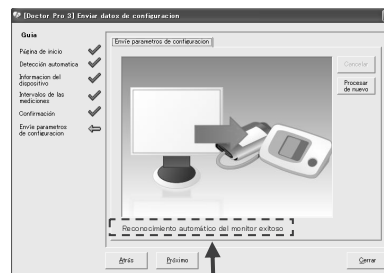 [Doctor Pro 3] Enviar datos de configuracion
Guia
Página de inicio
Detección automatica
Informacion del
dispositivo
Intervalos de las
mediciones
Confirmación
Envie parametros
de configuracion
Envíe parametros de configuracion
Cancelar
Procesar
de nuevo
Reconocimiento automático del monitor exitoso
Atrás
Próximo
Cerrar